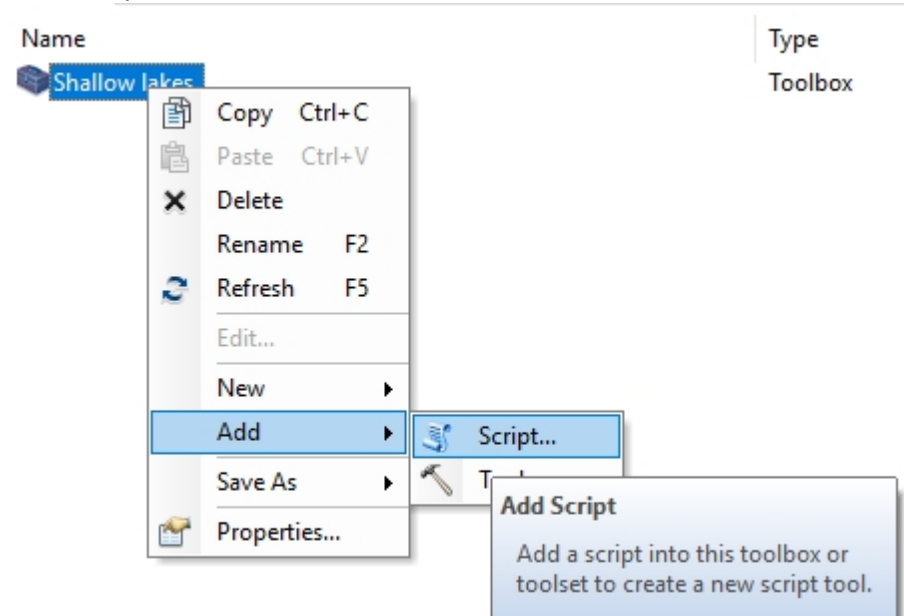 Name Type
Shallow lakes Toolbox
Copy Ctrl+C
Paste Ctrl+V
Delete
Rename F2
Refresh F5
Edit...
New
Add
Script...
Save As
Add Script
Properties...
Add a script into this toolbox or
toolset to create a new script tool.